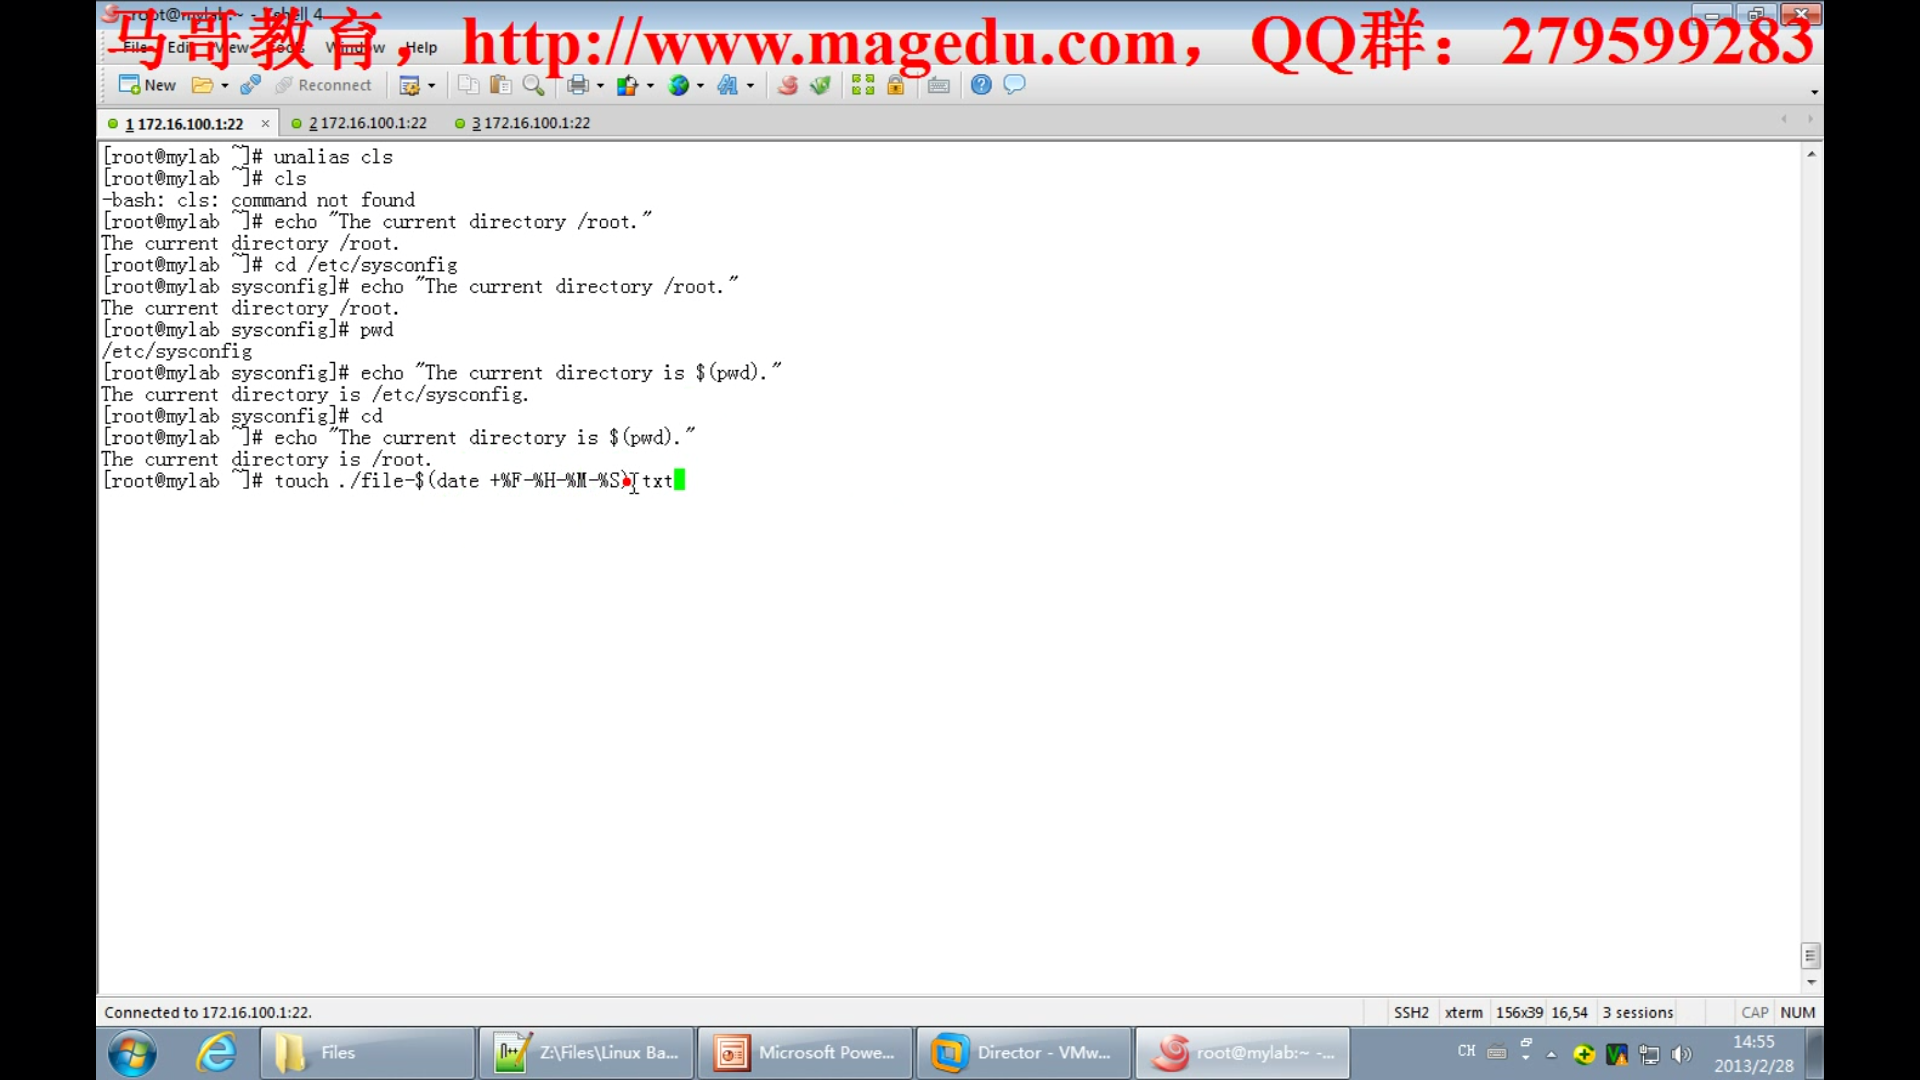 root@mylab:~ - Xshell 4
马哥教育，http://www.magedu.com，QQ群：279599283
File Edit View Tools Window Help
New Reconnect
1 172.16.100.1:22 2 172.16.100.1:22 3 172.16.100.1:22
[root@mylab ~]# unalias cls
[root@mylab ~]# cls
-bash: cls: command not found
[root@mylab ~]# echo "The current directory /root."
The current directory /root.
[root@mylab ~]# cd /etc/sysconfig
[root@mylab sysconfig]# echo "The current directory /root."
The current directory /root.
[root@mylab sysconfig]# pwd
/etc/sysconfig
[root@mylab sysconfig]# echo "The current directory is $(pwd)."
The current directory is /etc/sysconfig.
[root@mylab sysconfig]# cd
[root@mylab ~]# echo "The current directory is $(pwd)."
The current directory is /root.
[root@mylab ~]# touch ./file-$(date +%F-%H-%M-%S).txt
Connected to 172.16.100.1:22. SSH2 xterm 156x39 16,54 3 sessions CAP NUM
Files Z:\Files\Linux Ba... Microsoft Powe... Director - VMw... root@mylab:~ -... CH 14:55
2013/2/28